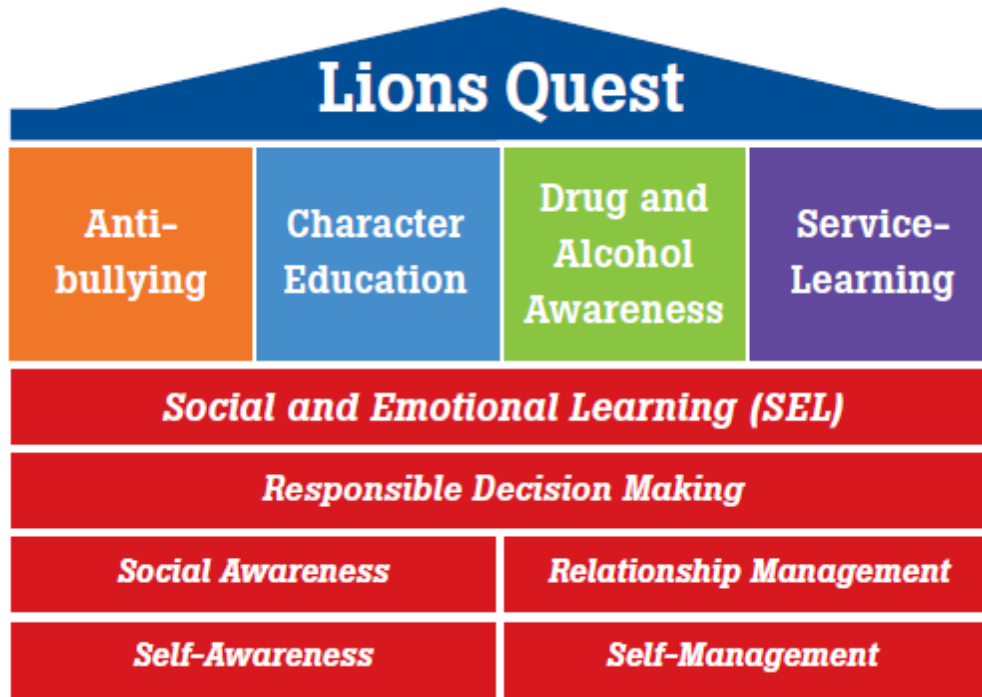 Lions Quest
Anti-
bullying
Character
Education
Drug and
Alcohol
Awareness
Service-
Learning
Social and Emotional Learning (SEL)
Responsible Decision Making
Social Awareness
Relationship Management
Self-Awareness
Self-Management